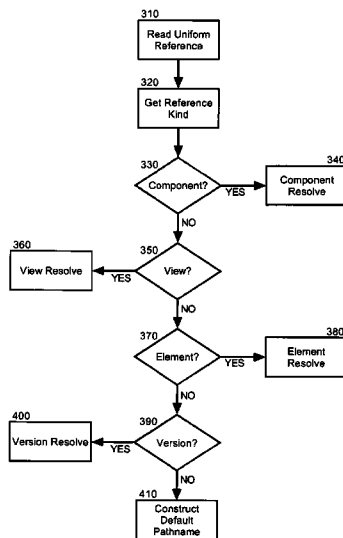 310
Read Uniform
Reference
320
Get Reference
Kind
330
Component?
YES
340
Component
Resolve
NO
360
View Resolve
YES
350
View?
NO
370
Element?
YES
380
Element
Resolve
NO
400
Version Resolve
YES
390
Version?
NO
410
Construct
Default
Pathname